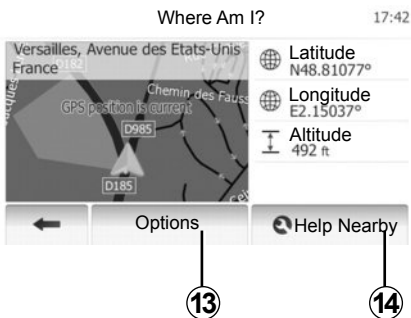 Where Am I?
17:42
Versailles, Avenue des Etats-Unis
France
D182
Chemin des Fauss
GPS position is current
D985
D185
Latitude
N48.81077°
Longitude
E2.15037°
Altitude
492 ft
Options
Help Nearby
13
14